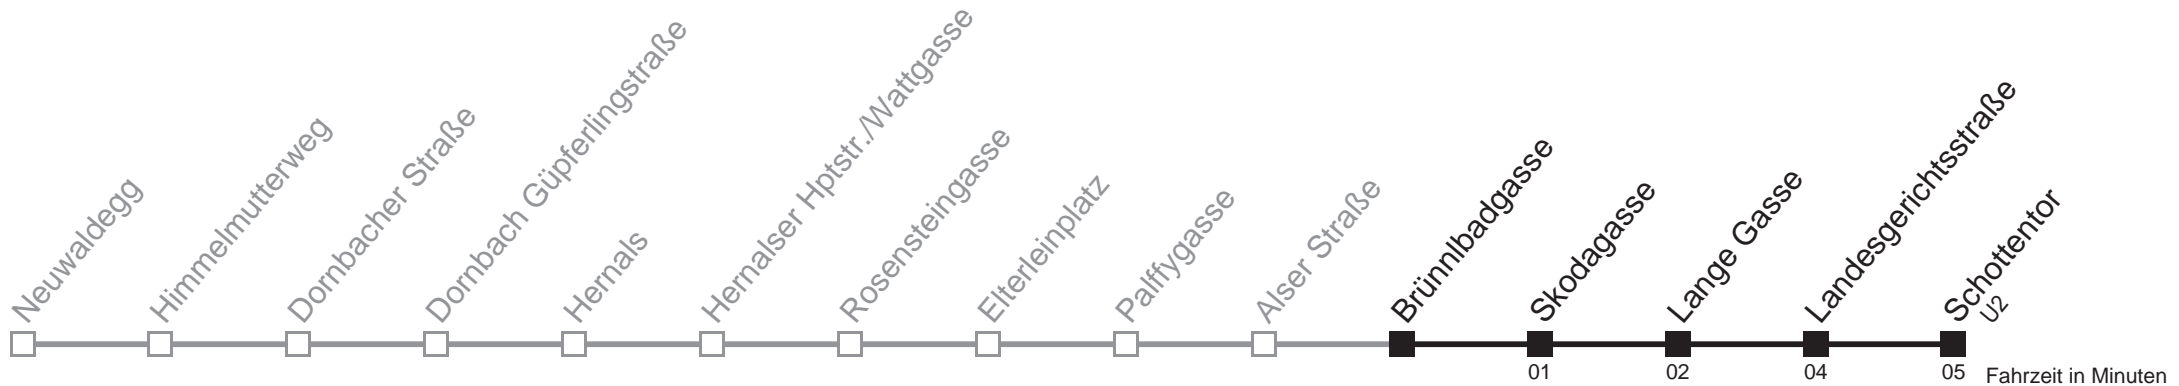 Neuwaldegg
Himmelmutterweg
Dornbacher Straße
Dornbach Güpferlingstraße
Hernals
Hernalser Hptstr./Wattgasse
Rosensteingasse
Elterleinplatz
Palffygasse
Alser Straße
Brünnlbadgasse
Skodagasse
Lange Gasse
Landesgerichtsstraße
Schottentor
U2
01
02
04
05
Fahrzeit in Minuten